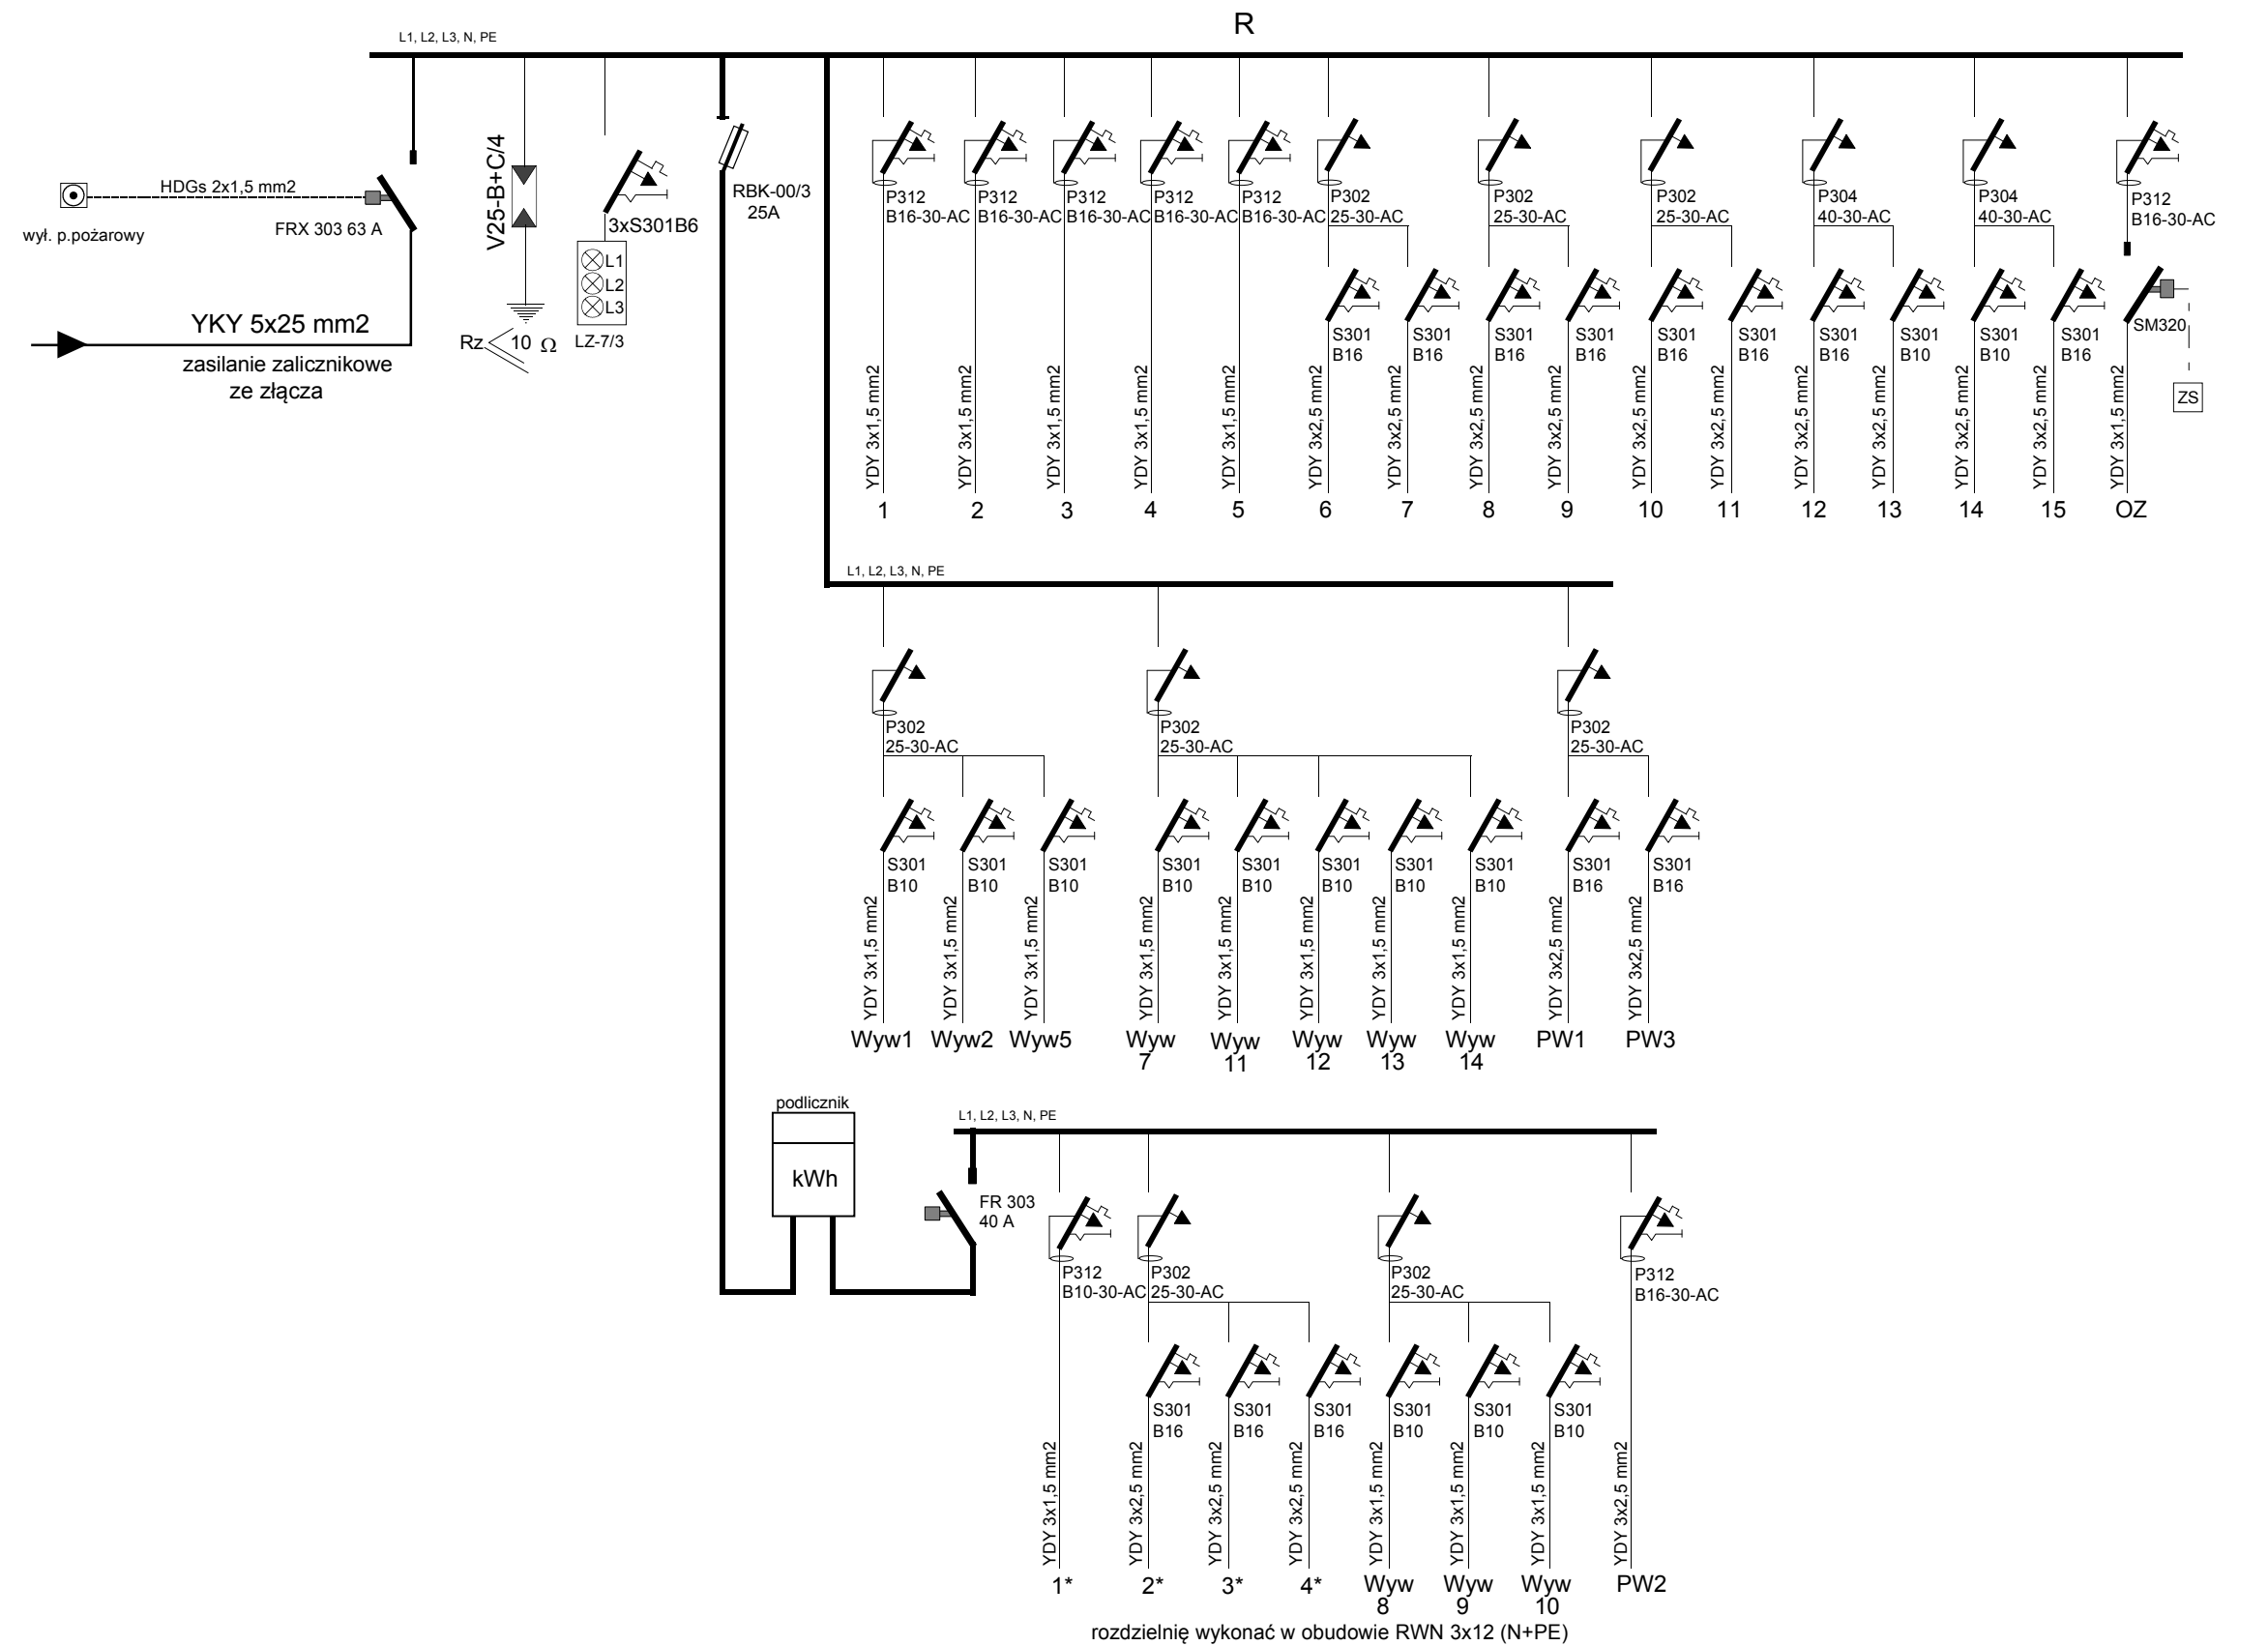 R
L1, L2, L3, N, PE
HDGs 2x1,5 mm2
wył. p.pożarowy
FRX 303 63 A
YKY 5x25 mm2
zasilanie zalicznikowe
ze złącza
V25-B+C/4
Rz< 10 Ω
3xS301B6
L1
L2
L3
LZ-7/3
RBK-00/3
25A
P312
B16-30-AC
P312
B16-30-AC
P312
B16-30-AC
P312
B16-30-AC
P312
B16-30-AC
P302
25-30-AC
P302
25-30-AC
P302
25-30-AC
P304
40-30-AC
P304
40-30-AC
P312
B16-30-AC
S301
B16
S301
B16
S301
B16
S301
B16
S301
B16
S301
B16
S301
B16
S301
B10
S301
B10
S301
B16
SM320
ZS
YDY 3x1,5 mm2
YDY 3x1,5 mm2
YDY 3x1,5 mm2
YDY 3x1,5 mm2
YDY 3x1,5 mm2
YDY 3x2,5 mm2
YDY 3x2,5 mm2
YDY 3x2,5 mm2
YDY 3x2,5 mm2
YDY 3x2,5 mm2
YDY 3x2,5 mm2
YDY 3x2,5 mm2
YDY 3x2,5 mm2
YDY 3x2,5 mm2
YDY 3x2,5 mm2
YDY 3x1,5 mm2
1 2 3 4 5 6 7 8 9 10 11 12 13 14 15 OZ
L1, L2, L3, N, PE
P302
25-30-AC
P302
25-30-AC
P302
25-30-AC
S301
B10
S301
B10
S301
B10
S301
B10
S301
B10
S301
B10
S301
B10
S301
B10
S301
B16
S301
B16
YDY 3x1,5 mm2
YDY 3x1,5 mm2
YDY 3x1,5 mm2
YDY 3x1,5 mm2
YDY 3x1,5 mm2
YDY 3x1,5 mm2
YDY 3x1,5 mm2
YDY 3x1,5 mm2
YDY 3x2,5 mm2
YDY 3x2,5 mm2
Wyw1
Wyw2
Wyw5
Wyw
7
Wyw
11
Wyw
12
Wyw
13
Wyw
14
PW1
PW3
podlicznik
kWh
L1, L2, L3, N, PE
FR 303
40 A
P312
B10-30-AC
P302
25-30-AC
P302
25-30-AC
P312
B16-30-AC
S301
B16
S301
B16
S301
B16
S301
B10
S301
B10
S301
B10
YDY 3x1,5 mm2
YDY 3x2,5 mm2
YDY 3x2,5 mm2
YDY 3x2,5 mm2
YDY 3x1,5 mm2
YDY 3x1,5 mm2
YDY 3x1,5 mm2
YDY 3x2,5 mm2
1*
2*
3*
4*
Wyw
8
Wyw
9
Wyw
10
PW2
rozdzielnię wykonać w obudowie RWN 3x12 (N+PE)